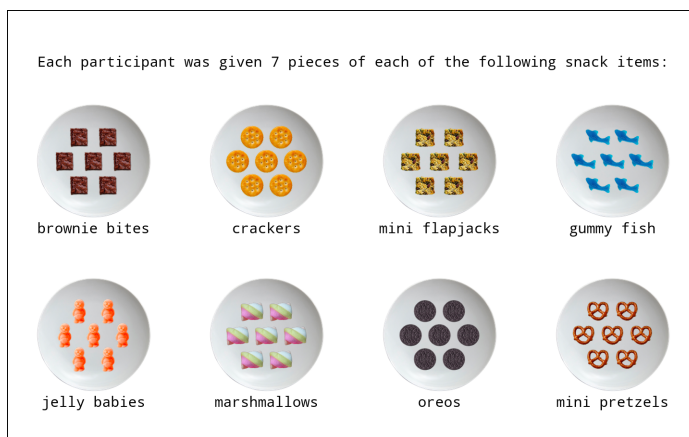 Each participant was given 7 pieces of each of the following snack items:
brownie bites
crackers
mini flapjacks
gummy fish
jelly babies
marshmallows
oreos
mini pretzels